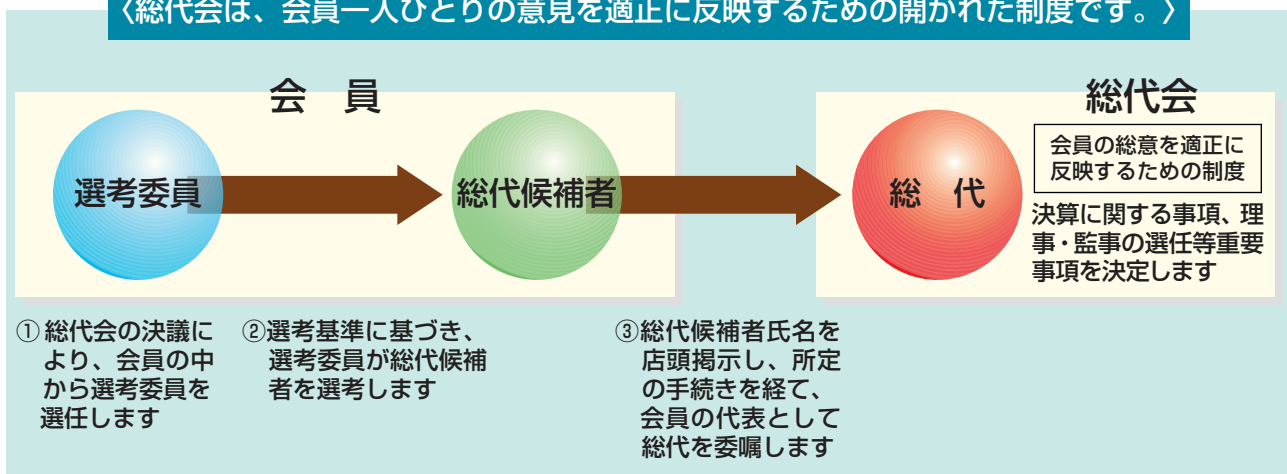 〈総代会は、会員一人ひとりの意見を適正に反映するための開かれた制度です。〉
会 員
選考委員
総代候補者
① 総代会の決議に
より、会員の中
から選考委員を
選任します
②選考基準に基づき、
選考委員が総代候補
者を選考します
③総代候補者氏名を
店頭掲示し、所定
の手続きを経て、
会員の代表として
総代を委嘱します
総代会
総 代
会員の総意を適正に
反映するための制度
決算に関する事項、理
事・監事の選任等重要
事項を決定します